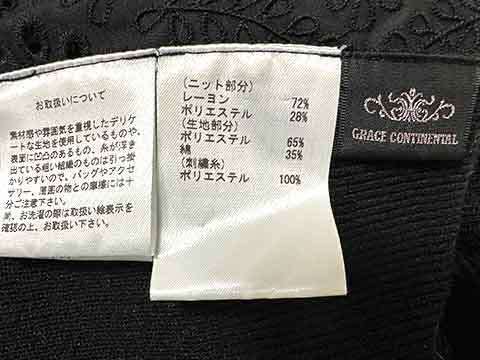 お取扱いについて
素材感や雰囲気を重視したデリケ
ートな生地を使用しているものや、
表面に凹凸のあるもの、糸が浮き
出ている粗い組織のものは引っ掛
かりやすいので、バッグやアクセ
サリー、周囲の物との摩擦には十
分ご注意下さい。
尚、お洗濯の際は取扱い絵表示を
確認の上、お取扱い下さい。
(ニット部分)
レーヨン 72%
ポリエステル 28%
(生地部分)
ポリエステル 65%
綿 35%
(刺繍糸)
ポリエステル 100%
GRACE CONTINENTAL